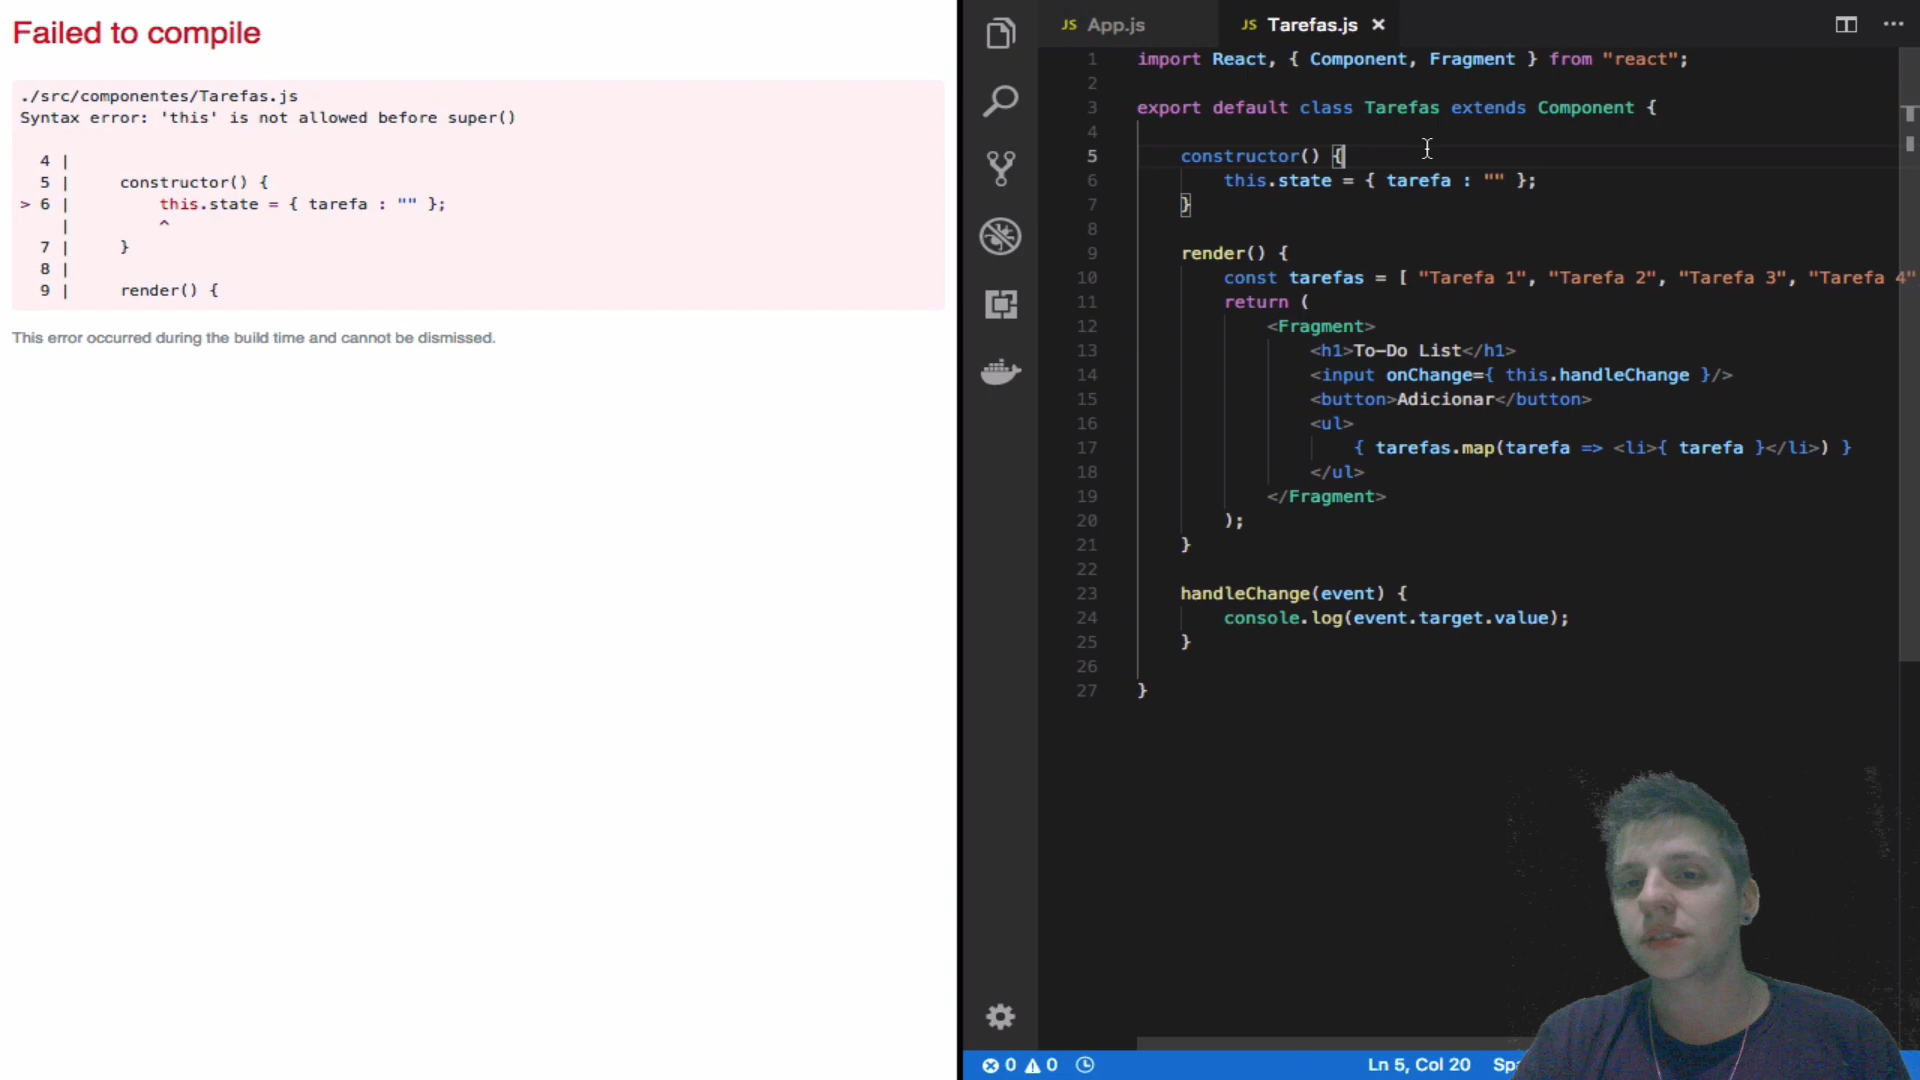 Failed to compile
./src/componentes/Tarefas.js
Syntax error: 'this' is not allowed before super()
4 |
5 |     constructor() {
> 6 |         this.state = { tarefa : "" };
|         ^
7 |     }
8 |
9 |     render() {
This error occurred during the build time and cannot be dismissed.
JS App.js
JS Tarefas.js ×
1 import React, { Component, Fragment } from "react";
2
3 export default class Tarefas extends Component {
4
5     constructor() {
6         this.state = { tarefa : "" };
7     }
8
9     render() {
10         const tarefas = [ "Tarefa 1", "Tarefa 2", "Tarefa 3", "Tarefa 4"
11         return (
12             <Fragment>
13                 <h1>To-Do List</h1>
14                 <input onChange={ this.handleChange }/>
15                 <button>Adicionar</button>
16                 <ul>
17                     { tarefas.map(tarefa => <li>{ tarefa }</li>) }
18                 </ul>
19             </Fragment>
20         );
21     }
22
23     handleChange(event) {
24         console.log(event.target.value);
25     }
26
27 }
0 0
Ln 5, Col 20